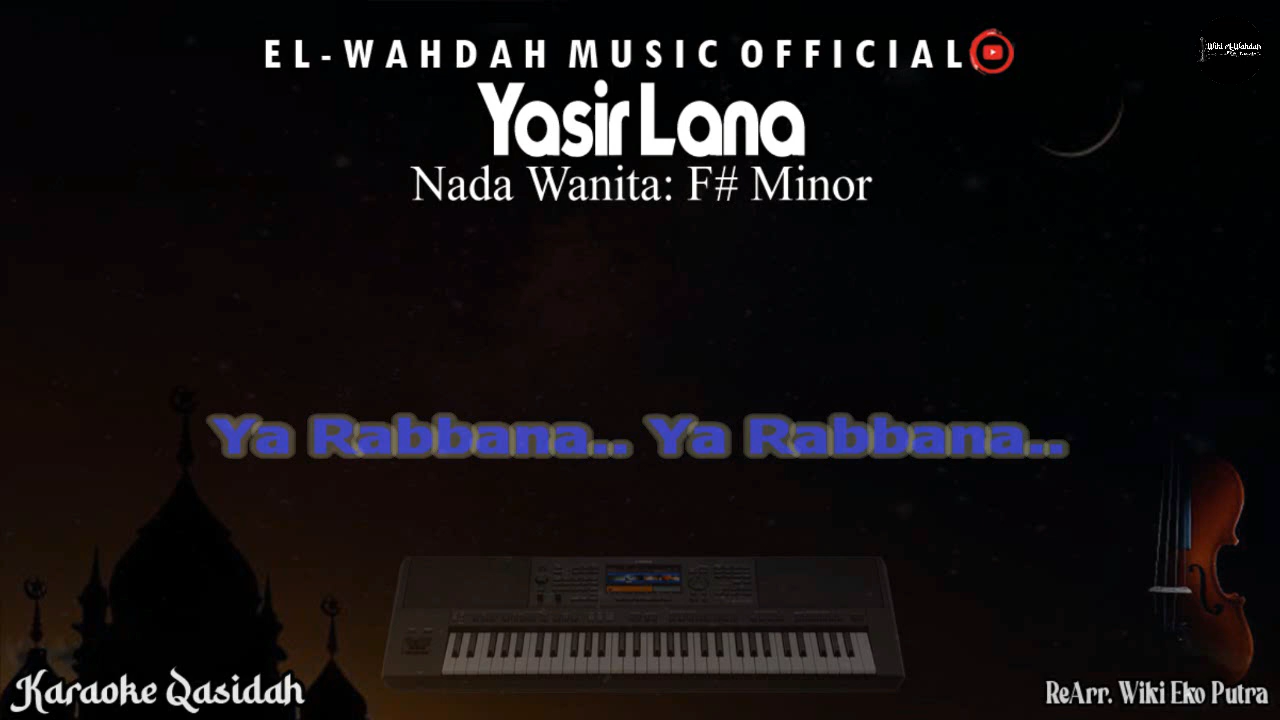 EL-WAHDAH MUSIC OFFICIAL
Yasir Lana
Nada Wanita: F# Minor
Ya Rabbana.. Ya Rabbana..
Karaoke Qasidah
ReArr. Wiki Eko Putra